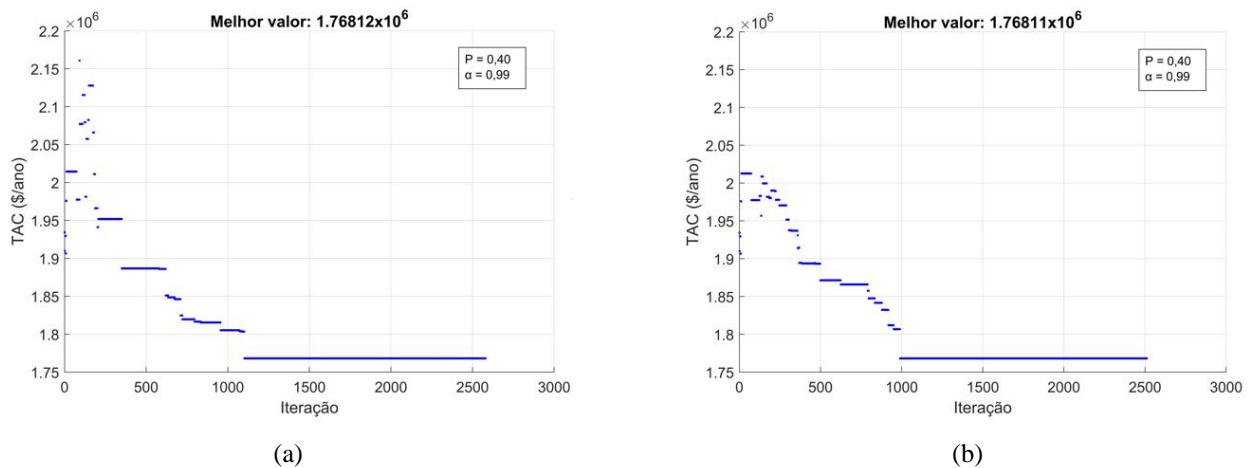 Melhor valor: 1.76812x10^6
×10^6
2.2
2.15
2.1
2.05
2
1.95
1.9
1.85
1.8
1.75
TAC ($/ano)
P = 0,40
α = 0,99
0 500 1000 1500 2000 2500 3000
Iteração
(a)
Melhor valor: 1.76811x10^6
×10^6
2.2
2.15
2.1
2.05
2
1.95
1.9
1.85
1.8
1.75
TAC ($/ano)
P = 0,40
α = 0,99
0 500 1000 1500 2000 2500 3000
Iteração
(b)